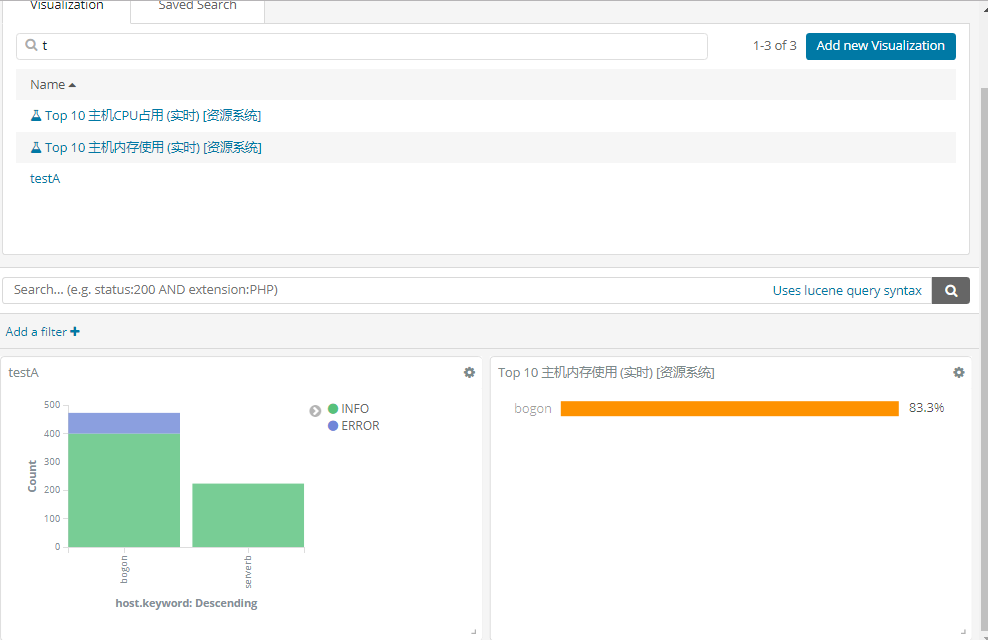 Visualization Saved Search
t 1-3 of 3 Add new Visualization
Name
Top 10 主机CPU占用 (实时) [资源系统]
Top 10 主机内存使用 (实时) [资源系统]
testA
Search... (e.g. status:200 AND extension:PHP) Uses lucene query syntax
Add a filter
testA
500
400
300
200
100
0
Count
bogon
serverb
host.keyword: Descending
INFO
ERROR
Top 10 主机内存使用 (实时) [资源系统]
bogon 83.3%